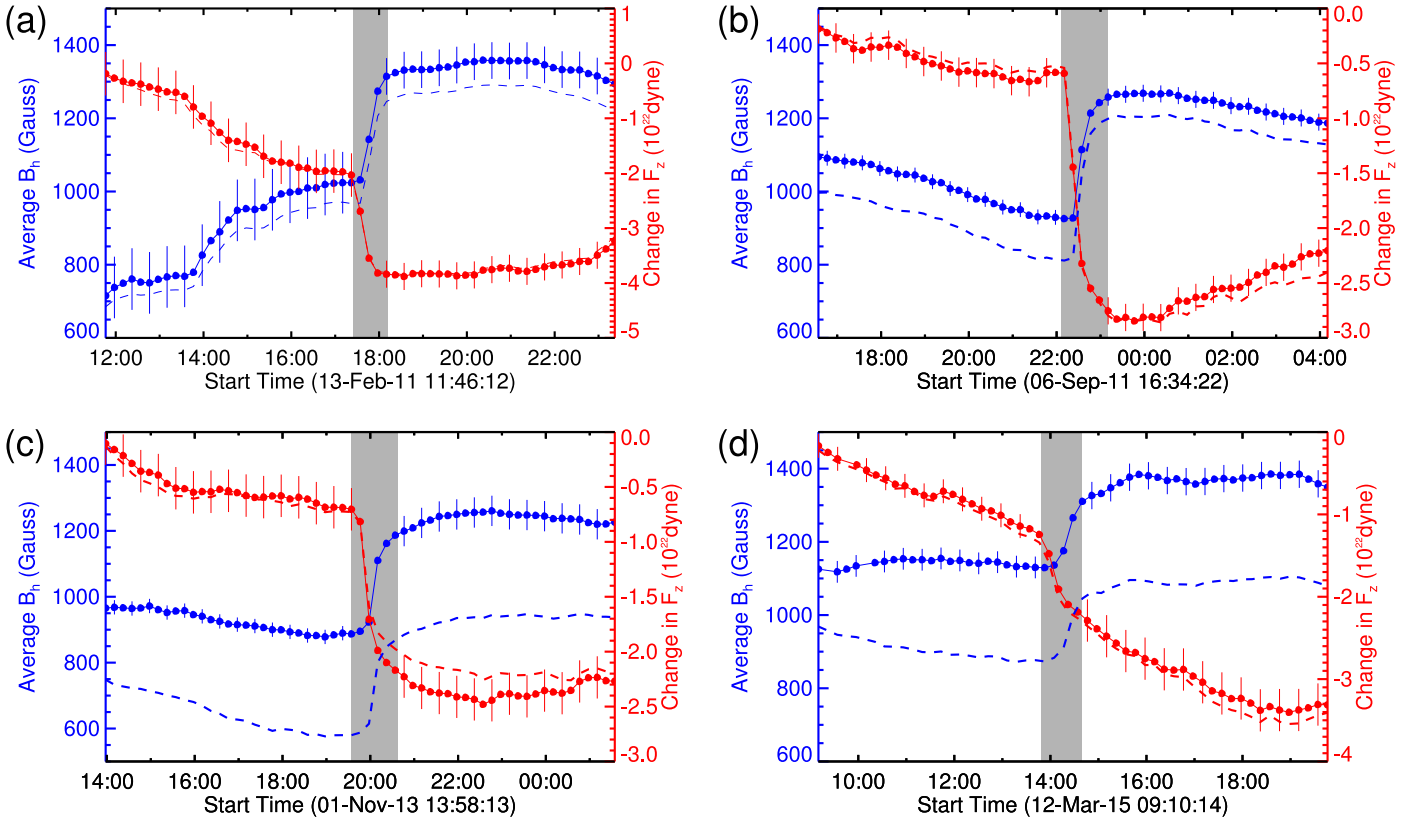 (a)
Average B_h (Gauss)
1400
1200
1000
800
600
1
0
-1
-2
-3
-4
-5
Change in F_z (10^22 dyne)
12:00 14:00 16:00 18:00 20:00 22:00
Start Time (13-Feb-11 11:46:12)
(b)
Average B_h (Gauss)
1400
1200
1000
800
600
0.0
-0.5
-1.0
-1.5
-2.0
-2.5
-3.0
Change in F_z (10^22 dyne)
18:00 20:00 22:00 00:00 02:00 04:00
Start Time (06-Sep-11 16:34:22)
(c)
Average B_h (Gauss)
1400
1200
1000
800
600
0.0
-0.5
-1.0
-1.5
-2.0
-2.5
-3.0
Change in F_z (10^22 dyne)
14:00 16:00 18:00 20:00 22:00 00:00
Start Time (01-Nov-13 13:58:13)
(d)
Average B_h (Gauss)
1400
1200
1000
800
600
0
-1
-2
-3
-4
Change in F_z (10^22 dyne)
10:00 12:00 14:00 16:00 18:00
Start Time (12-Mar-15 09:10:14)